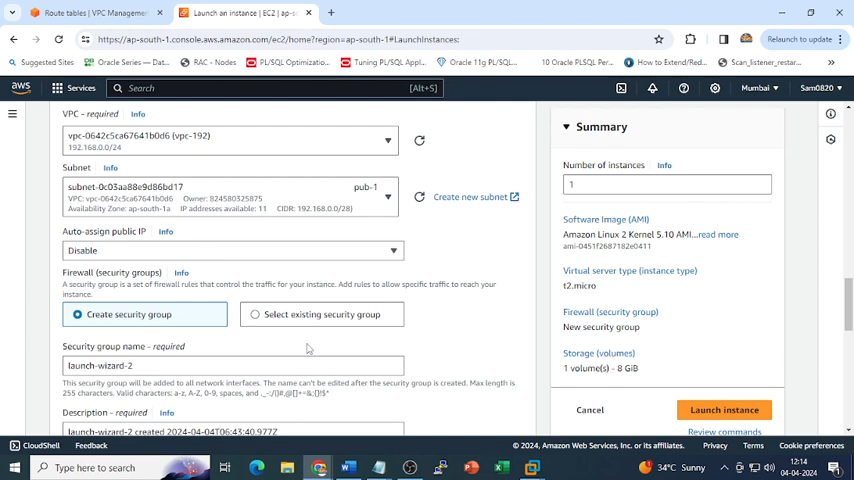 Route tables | VPC Managemen
Launch an instance | EC2 | ap-s
https://ap-south-1.console.aws.amazon.com/ec2/home?region=ap-south-1#LaunchInstances:
Relaunch to update
Suggested Sites
Oracle Series — Dat...
RAC - Nodes
PL/SQL Optimizatio...
Tuning PL/SQL Appl...
Oracle 11g PL/SQL...
10 Oracle PLSQL Per...
How to Extend/Red...
Scan_listener_restar...
aws
Services
Search
[Alt+S]
Mumbai
Sam0820
VPC - required
Info
vpc-0642c5ca67641b0d6 (vpc-192)
192.168.0.0/24
Subnet
Info
subnet-0c03aa88e9d86bd17
pub-1
VPC: vpc-0642c5ca67641b0d6 Owner: 824580325875
Availability Zone: ap-south-1a IP addresses available: 11 CIDR: 192.168.0.0/28)
Create new subnet
Auto-assign public IP
Info
Disable
Firewall (security groups)
Info
A security group is a set of firewall rules that control the traffic for your instance. Add rules to allow specific traffic to reach your
instance.
Create security group
Select existing security group
Security group name - required
launch-wizard-2
This security group will be added to all network interfaces. The name can't be edited after the security group is created. Max length is
255 characters. Valid characters: a-z, A-Z, 0-9, spaces, and ._-:/()#,@[]+=&;{}!$*
Description - required
Info
launch-wizard-2 created 2024-04-04T06:43:40.977Z
Summary
Number of instances
Info
1
Software Image (AMI)
Amazon Linux 2 Kernel 5.10 AMI...read more
ami-0451f2687182e0411
Virtual server type (instance type)
t2.micro
Firewall (security group)
New security group
Storage (volumes)
1 volume(s) - 8 GiB
Cancel
Launch instance
Review commands
CloudShell
Feedback
© 2024, Amazon Web Services, Inc. or its affiliates.
Privacy
Terms
Cookie preferences
Type here to search
34°C Sunny
12:14
04-04-2024